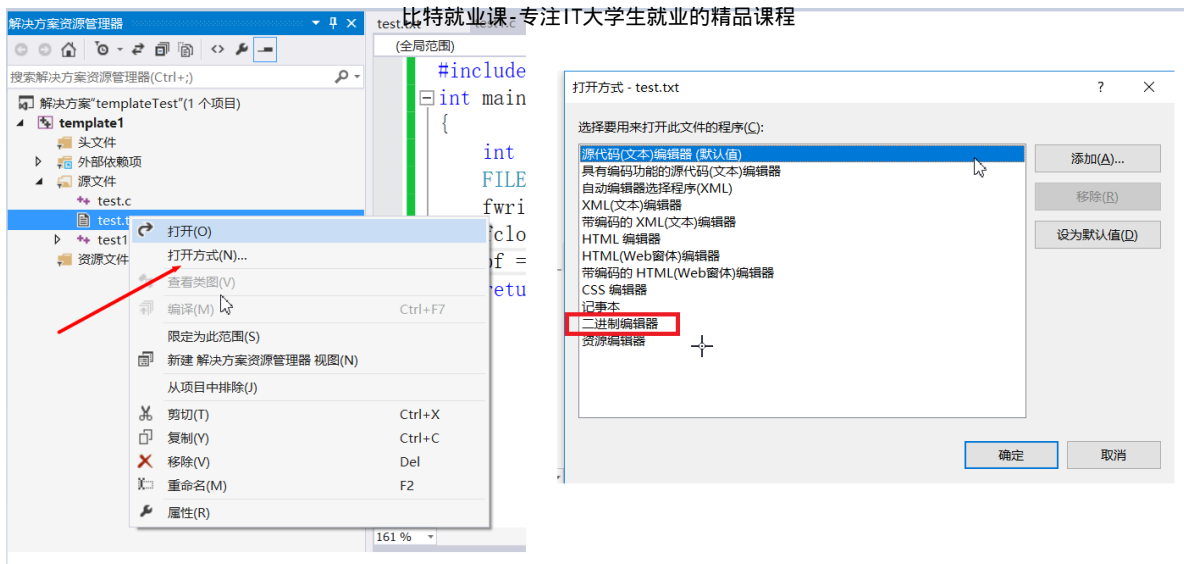 比特就业课-专注IT大学生就业的精品课程
解决方案资源管理器
搜索解决方案资源管理器(Ctrl+;)
解决方案"templateTest"(1 个项目)
template1
头文件
外部依赖项
源文件
test.c
test.t
test1
资源文件
打开(O)
打开方式(N)...
查看类图(V)
编译(M) Ctrl+F7
限定为此范围(S)
新建 解决方案资源管理器 视图(N)
从项目中排除(J)
剪切(T) Ctrl+X
复制(Y) Ctrl+C
移除(V) Del
重命名(M) F2
属性(R)
test.txt
(全局范围)
#include
int main
{
int
FILE
fwri
fclo
pf =
retu
161 %
打开方式 - test.txt
选择要用来打开此文件的程序(C):
源代码(文本)编辑器 (默认值)
具有编码功能的源代码(文本)编辑器
自动编辑器选择程序(XML)
XML(文本)编辑器
带编码的 XML(文本)编辑器
HTML 编辑器
HTML(Web窗体)编辑器
带编码的 HTML(Web窗体)编辑器
CSS 编辑器
记事本
二进制编辑器
资源编辑器
添加(A)...
移除(R)
设为默认值(D)
确定
取消